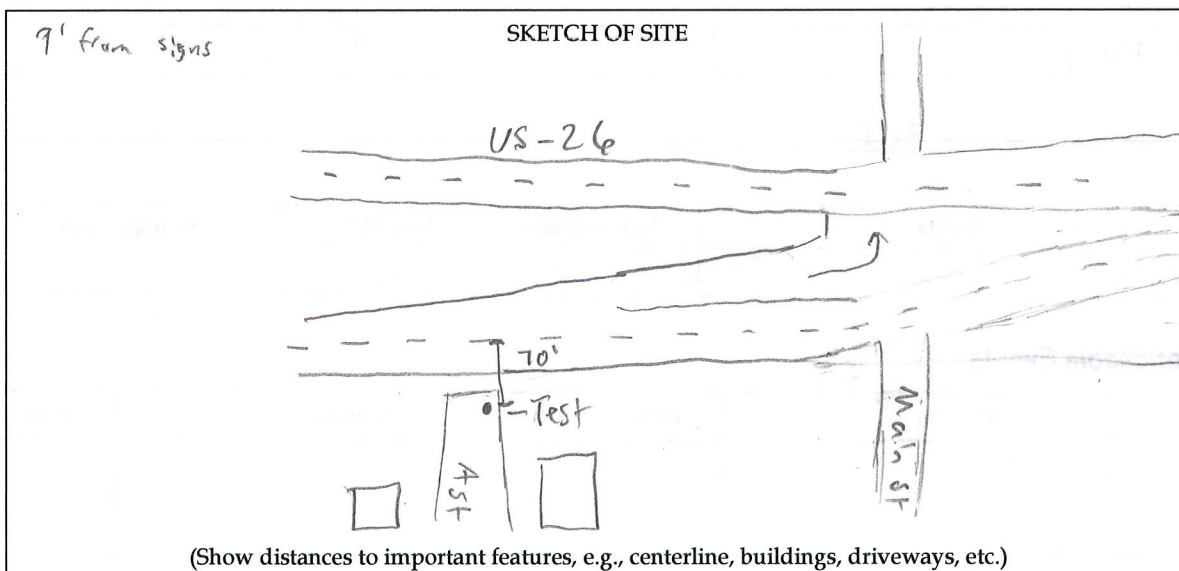 SKETCH OF SITE
9' from signs
US-26
70'
-Test
A St
Main St
(Show distances to important features, e.g., centerline, buildings, driveways, etc.)